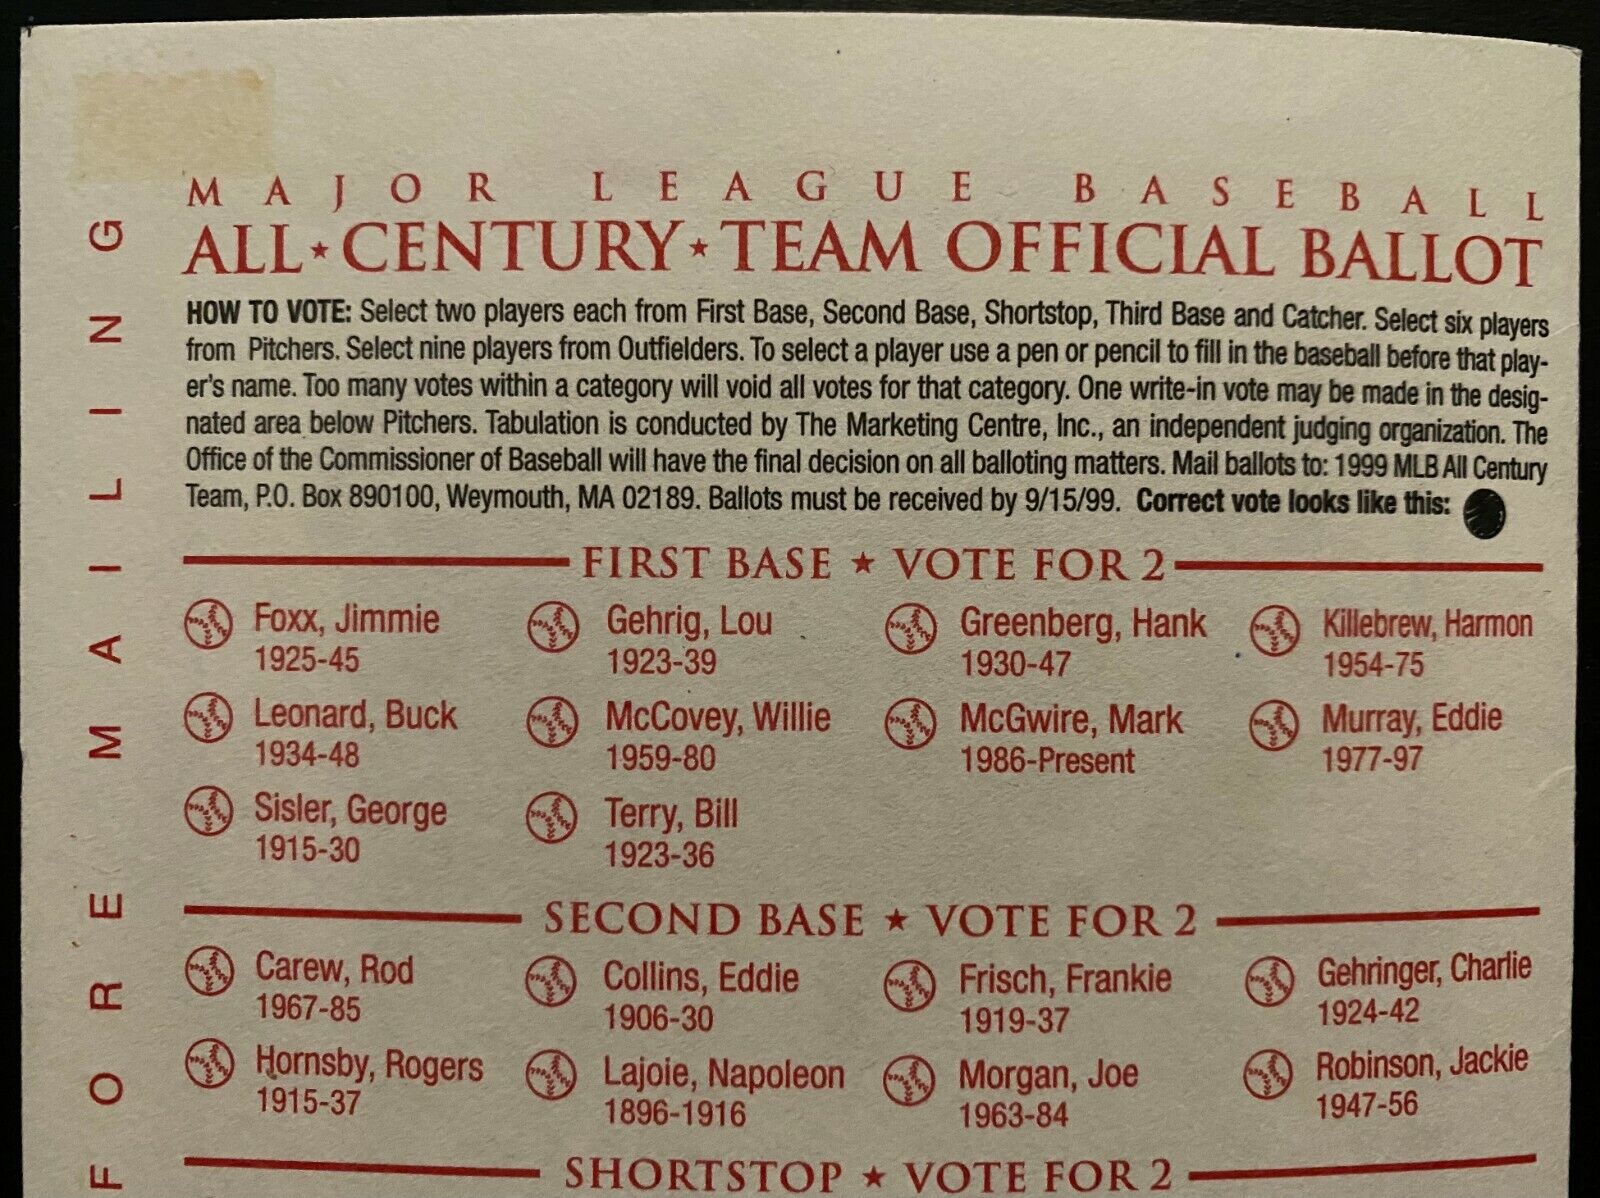 MAJOR LEAGUE BASEBALL
ALL★CENTURY★TEAM OFFICIAL BALLOT
HOW TO VOTE: Select two players each from First Base, Second Base, Shortstop, Third Base and Catcher. Select six players
from Pitchers. Select nine players from Outfielders. To select a player use a pen or pencil to fill in the baseball before that play-
er's name. Too many votes within a category will void all votes for that category. One write-in vote may be made in the desig-
nated area below Pitchers. Tabulation is conducted by The Marketing Centre, Inc., an independent judging organization. The
Office of the Commissioner of Baseball will have the final decision on all balloting matters. Mail ballots to: 1999 MLB All Century
Team, P.O. Box 890100, Weymouth, MA 02189. Ballots must be received by 9/15/99. Correct vote looks like this:
FIRST BASE ★ VOTE FOR 2
Foxx, Jimmie Gehrig, Lou Greenberg, Hank Killebrew, Harmon
1925-45 1923-39 1930-47 1954-75
Leonard, Buck McCovey, Willie McGwire, Mark Murray, Eddie
1934-48 1959-80 1986-Present 1977-97
Sisler, George Terry, Bill
1915-30 1923-36
SECOND BASE ★ VOTE FOR 2
Carew, Rod Collins, Eddie Frisch, Frankie Gehringer, Charlie
1967-85 1906-30 1919-37 1924-42
Hornsby, Rogers Lajoie, Napoleon Morgan, Joe Robinson, Jackie
1915-37 1896-1916 1963-84 1947-56
SHORTSTOP ★ VOTE FOR 2
FORE MAILING